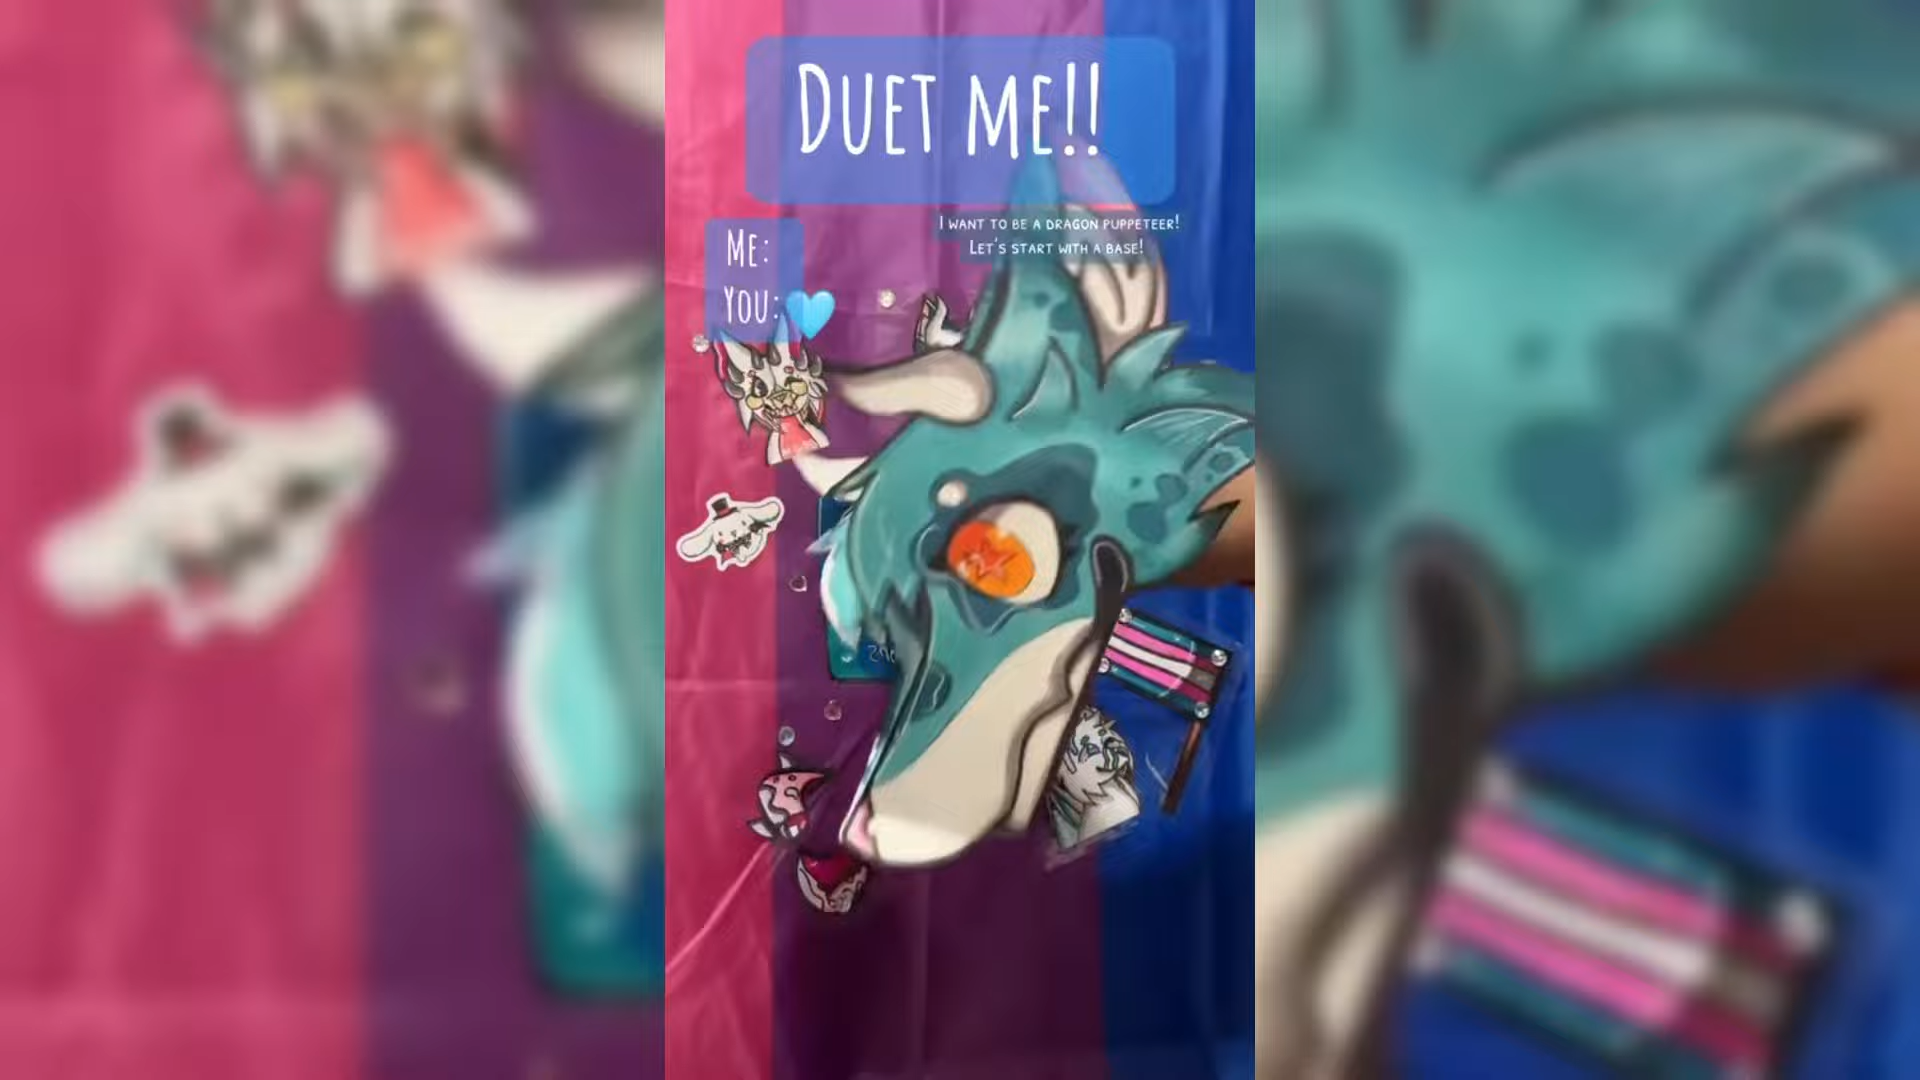 DUET ME!!
I WANT TO BE A DRAGON PUPPETEER!
LET'S START WITH A BASE!
ME:
YOU:🩵